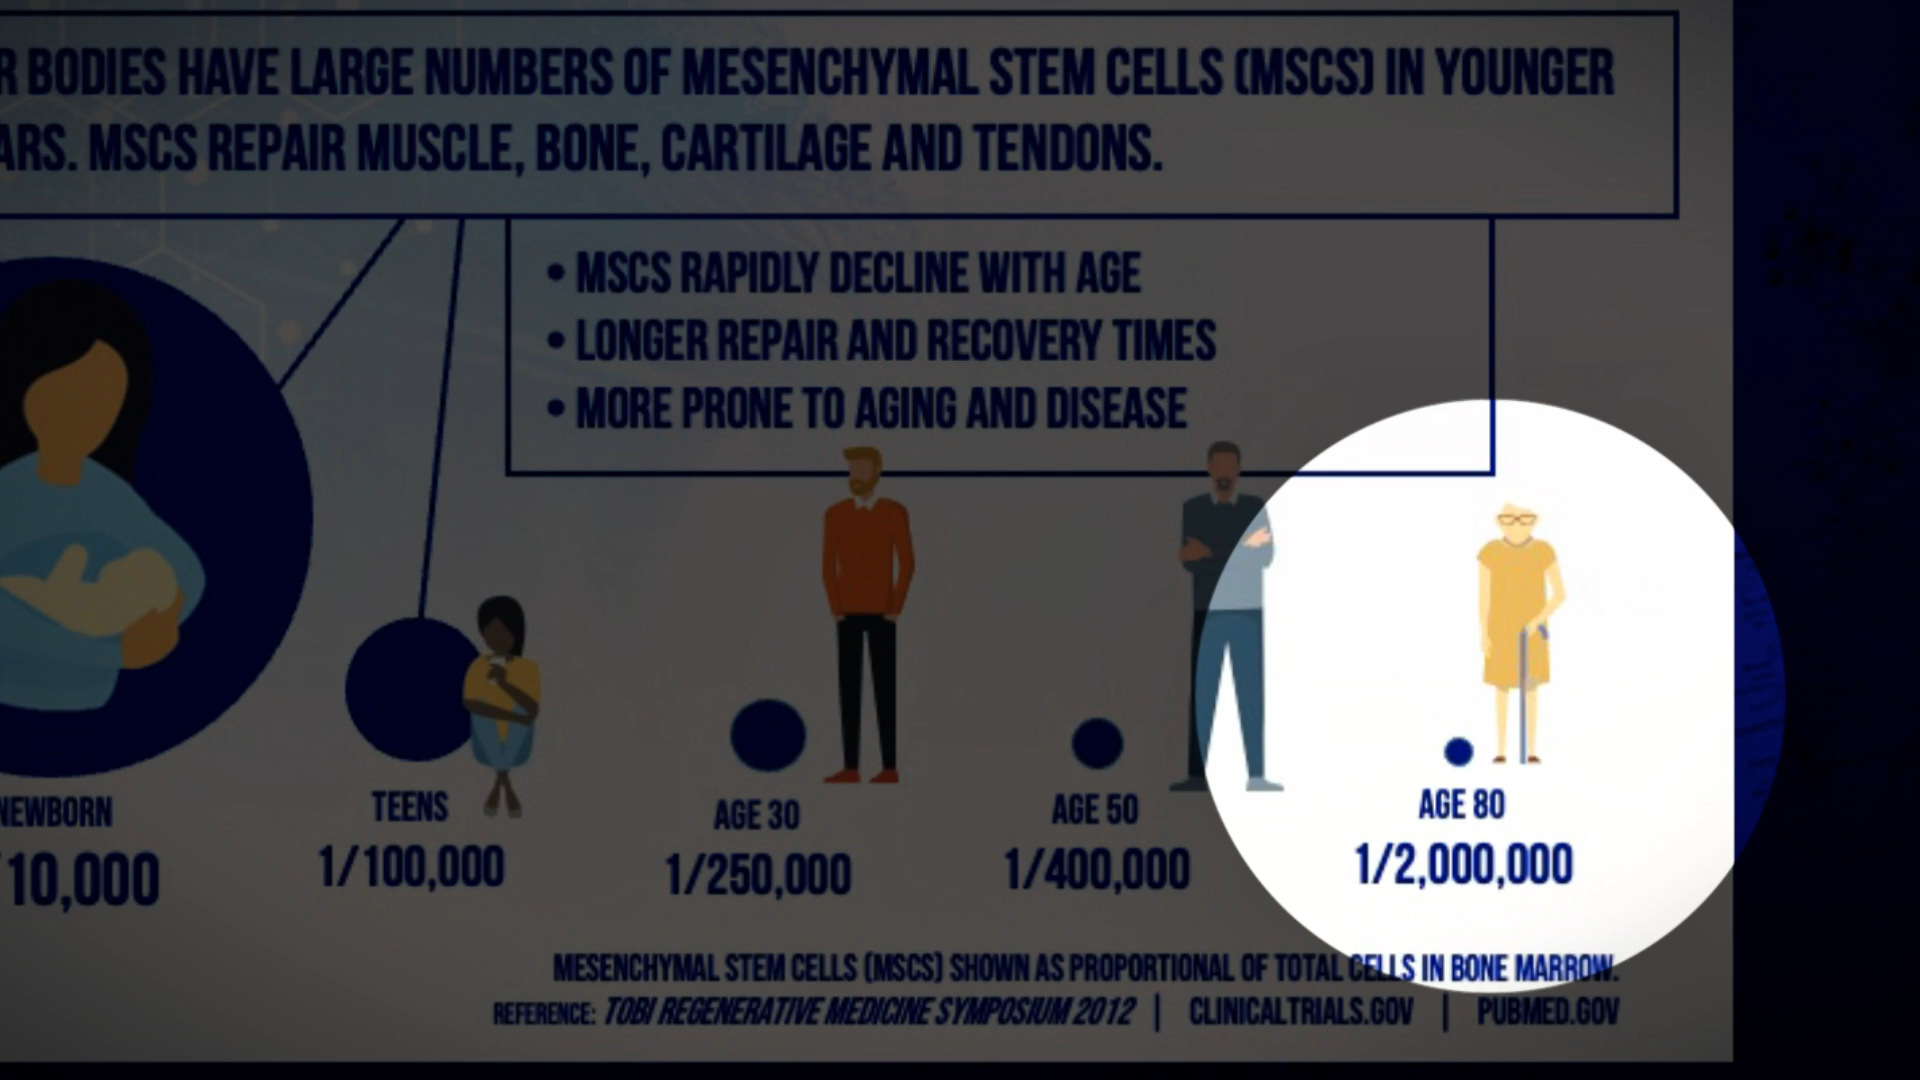 R BODIES HAVE LARGE NUMBERS OF MESENCHYMAL STEM CELLS (MSCS) IN YOUNGER
ARS. MSCS REPAIR MUSCLE, BONE, CARTILAGE AND TENDONS.
• MSCS RAPIDLY DECLINE WITH AGE
• LONGER REPAIR AND RECOVERY TIMES
• MORE PRONE TO AGING AND DISEASE
NEWBORN
/10,000
TEENS
1/100,000
AGE 30
1/250,000
AGE 50
1/400,000
AGE 80
1/2,000,000
MESENCHYMAL STEM CELLS (MSCS) SHOWN AS PROPORTIONAL OF TOTAL CELLS IN BONE MARROW.
REFERENCE: TOBI REGENERATIVE MEDICINE SYMPOSIUM 2012 | CLINICALTRIALS.GOV | PUBMED.GOV